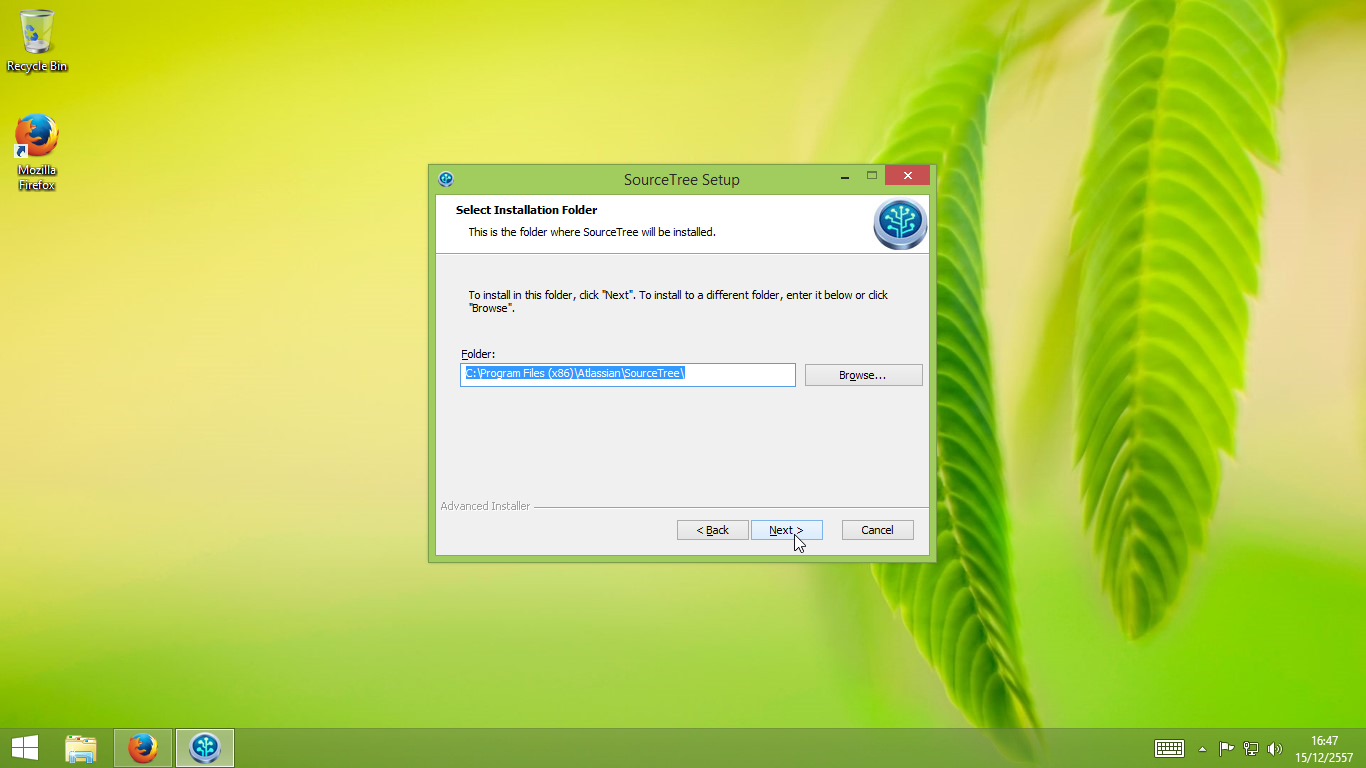 Recycle Bin
Mozilla
Firefox
SourceTree Setup
Select Installation Folder
This is the folder where SourceTree will be installed.
To install in this folder, click "Next". To install to a different folder, enter it below or click
"Browse".
Folder:
C:\Program Files (x86)\Atlassian\SourceTree\
Browse...
Advanced Installer
< Back
Next >
Cancel
16:47
15/12/2557